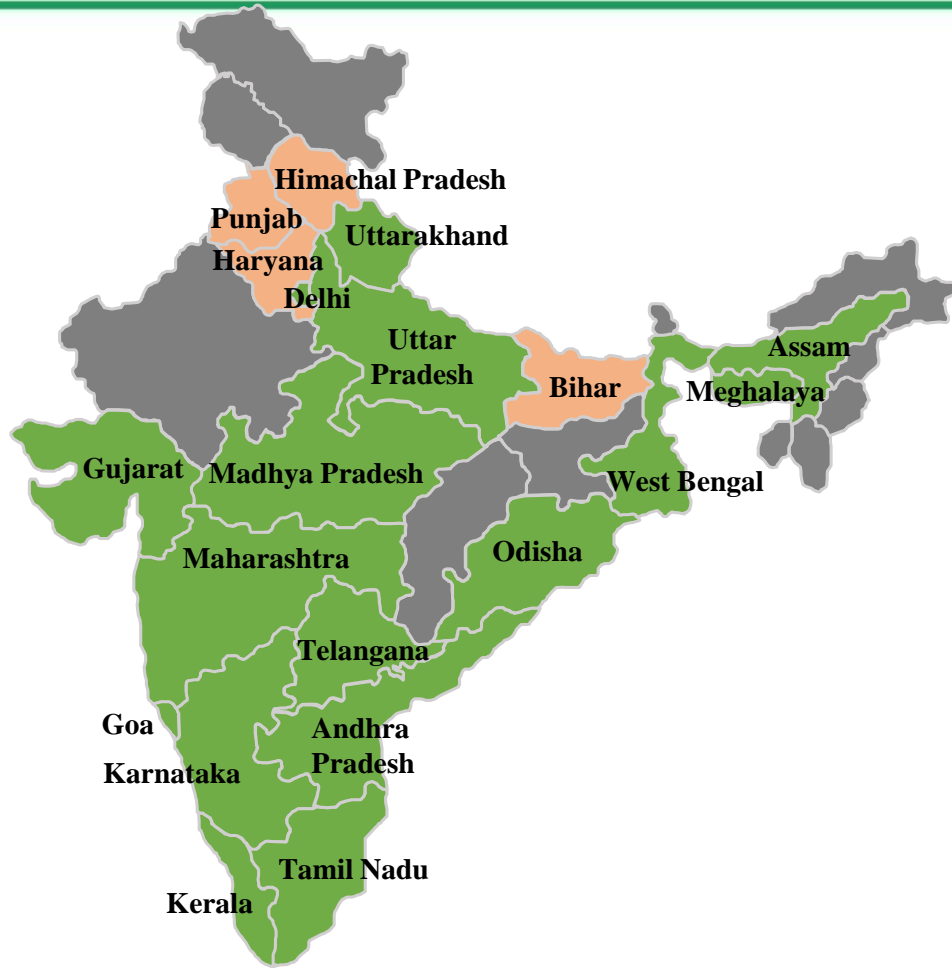 Himachal Pradesh
Punjab
Uttarakhand
Haryana
Delhi
Uttar
Pradesh
Assam
Bihar
Meghalaya
Gujarat
Madhya Pradesh
West Bengal
Maharashtra
Odisha
Telangana
Goa
Andhra
Pradesh
Karnataka
Tamil Nadu
Kerala